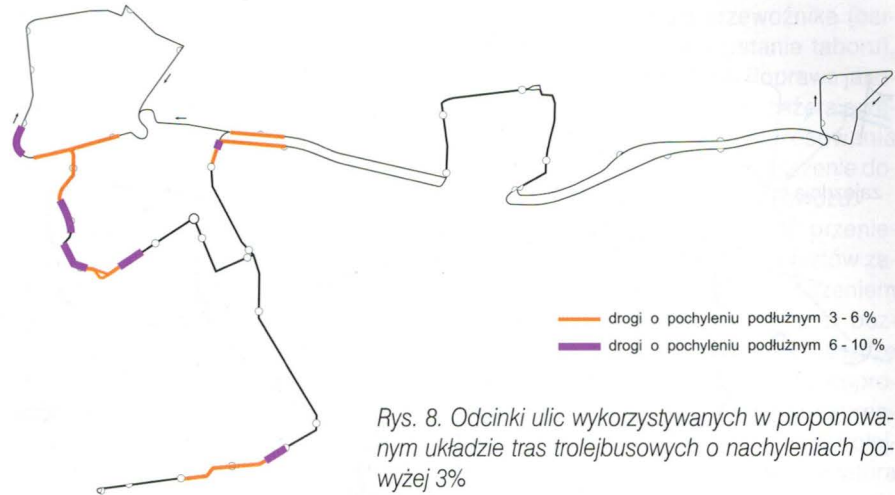 drogi o pochyleniu podłużnym 3 - 6 %
drogi o pochyleniu podłużnym 6 - 10 %
Rys. 8. Odcinki ulic wykorzystywanych w proponowa-
nym układzie tras trolejbusowych o nachyleniach po-
wyżej 3%